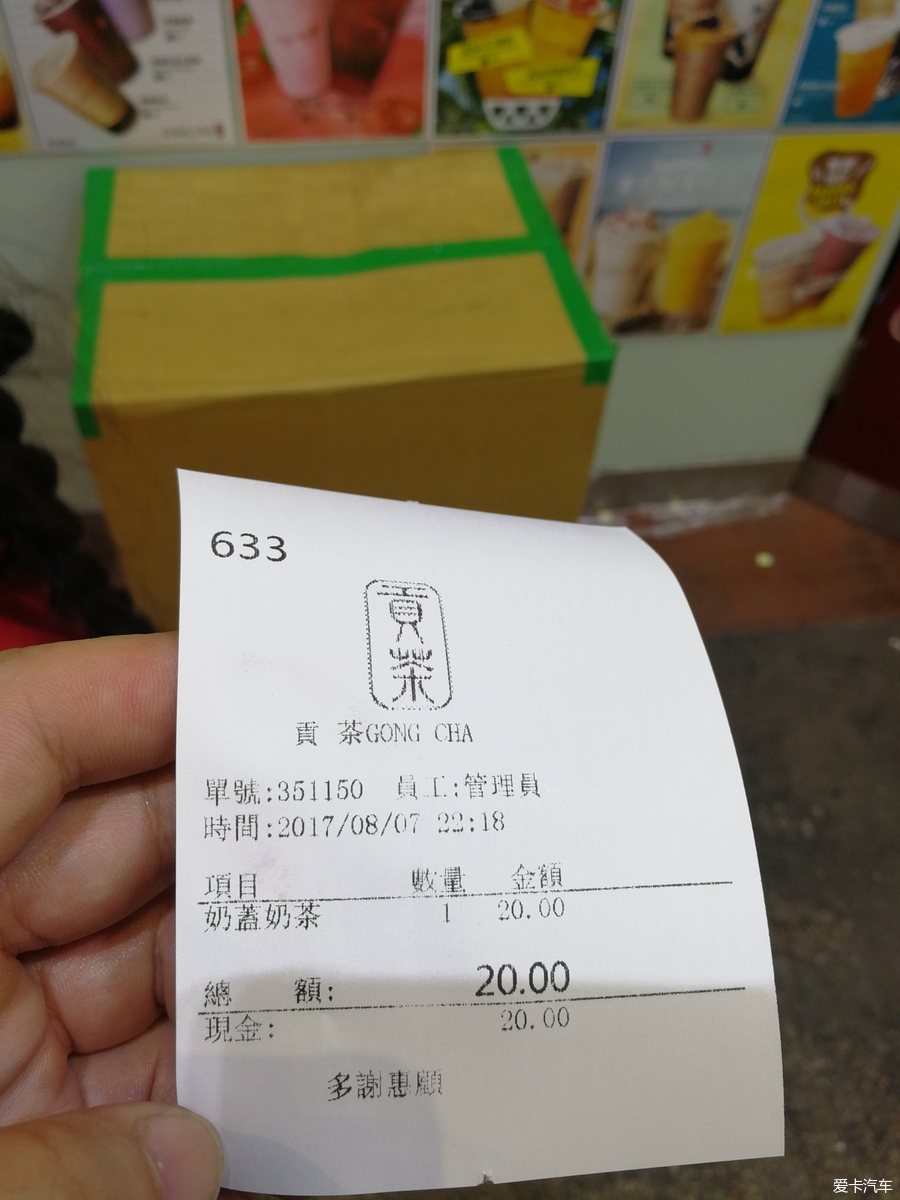 633
貢茶
貢 茶GONG CHA
單號:351150 員工:管理員
時間:2017/08/07 22:18
項目 數量 金額
奶蓋奶茶 1 20.00
總 額: 20.00
現金: 20.00
多謝惠顧
爱卡汽车